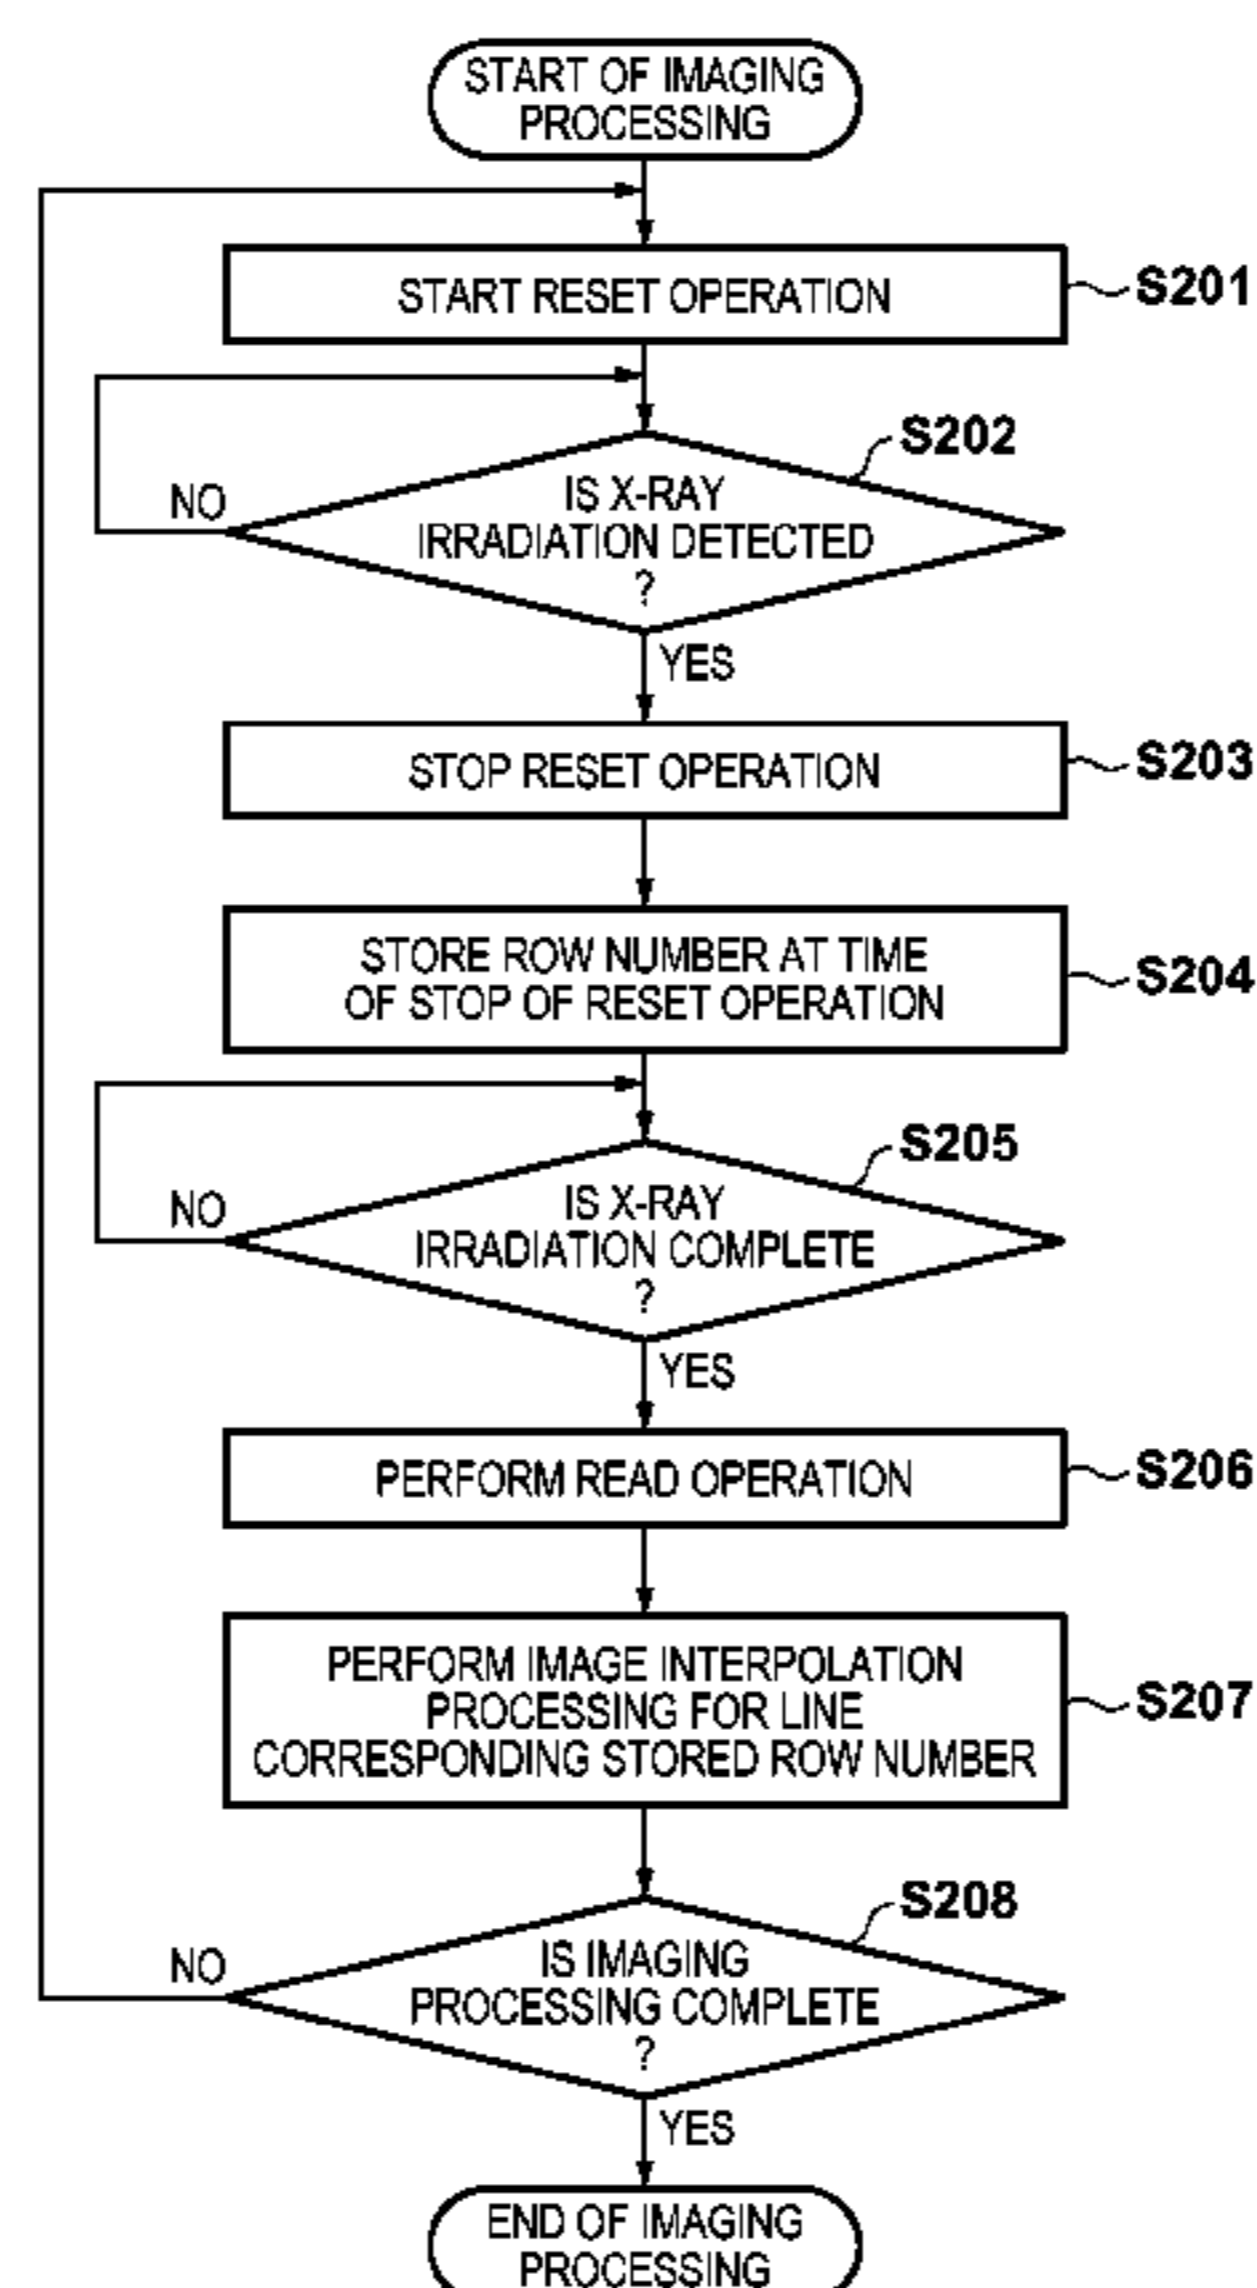 START OF IMAGING
PROCESSING
START RESET OPERATION
S201
S202
IS X-RAY
IRRADIATION DETECTED
?
NO
YES
STOP RESET OPERATION
S203
STORE ROW NUMBER AT TIME
OF STOP OF RESET OPERATION
S204
S205
IS X-RAY
IRRADIATION COMPLETE
?
NO
YES
PERFORM READ OPERATION
S206
PERFORM IMAGE INTERPOLATION
PROCESSING FOR LINE
CORRESPONDING STORED ROW NUMBER
S207
S208
IS IMAGING
PROCESSING COMPLETE
?
NO
YES
END OF IMAGING
PROCESSING